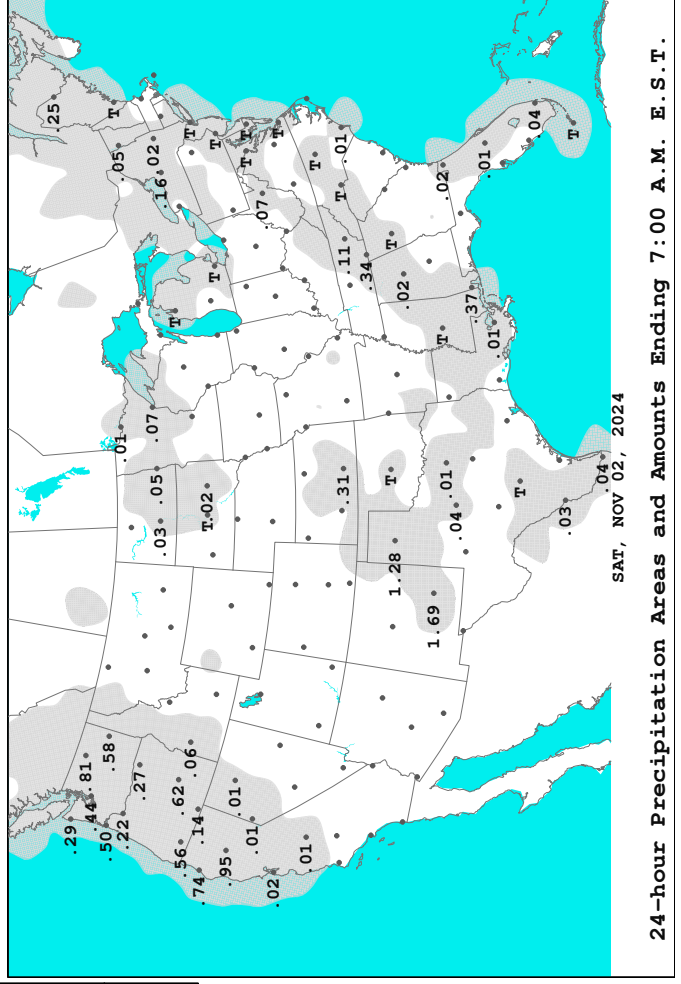 .25
.29
.81
.44
.50
.58
T
.05
.01
.22
.27
.07
.02
.05
.03
.16
T
.62
.56
T
.06
.14
.74
T
.02
T
T
.95
.01
T
T
.01
.07
.02
T
.01
T
.01
T
.31
.11
.34
T
T
1.28
.02
1.69
T
.02
.01
.04
.37
.01
.01
T
.04
.03
T
.04
SAT, NOV 02, 2024
24-hour Precipitation Areas and Amounts Ending 7:00 A.M. E.S.T.